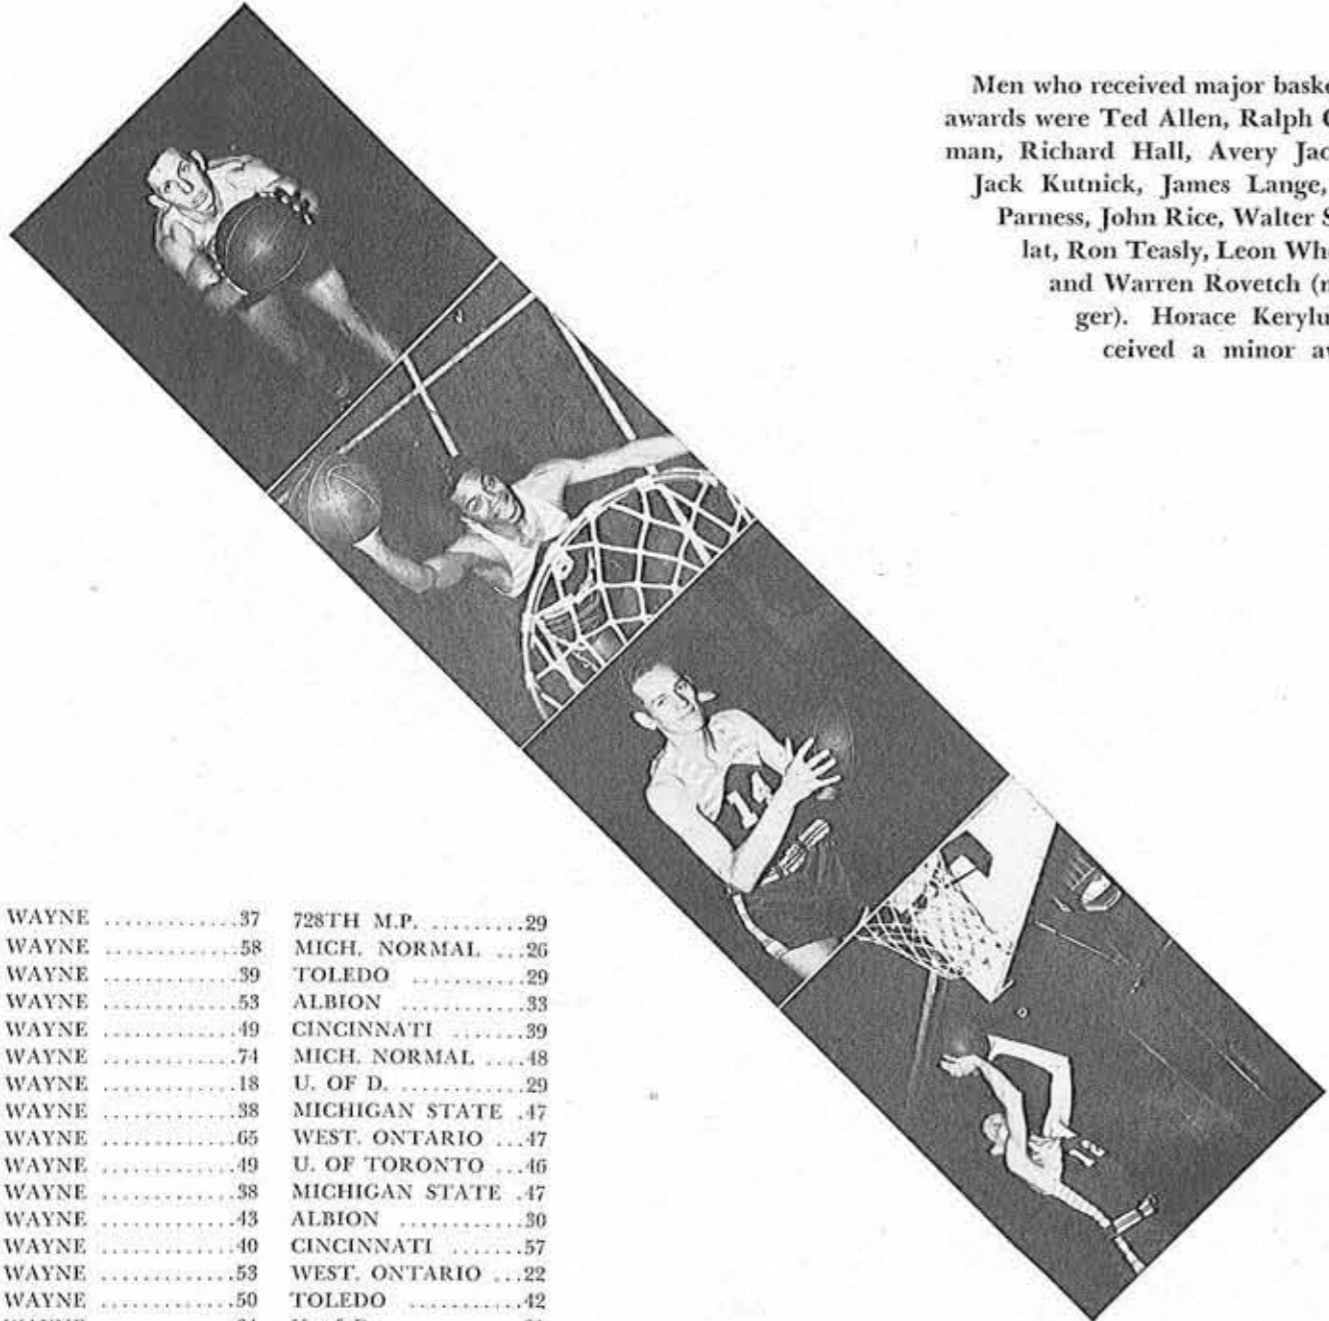 Men who received major baske
awards were Ted Allen, Ralph
man, Richard Hall, Avery Jac
Jack Kutnick, James Lange,
Parness, John Rice, Walter S
lat, Ron Teasly, Leon Wh
and Warren Rovetch (
ger). Horace Kerylu
ceived a minor a
14
12
WAYNE .............37 728TH M.P. .........29
WAYNE .............58 MICH. NORMAL ...26
WAYNE .............39 TOLEDO ...........29
WAYNE .............53 ALBION ............33
WAYNE .............49 CINCINNATI .......39
WAYNE .............74 MICH. NORMAL ....48
WAYNE .............18 U. OF D. ............29
WAYNE .............38 MICHIGAN STATE .47
WAYNE .............65 WEST. ONTARIO ...47
WAYNE .............49 U. OF TORONTO ...46
WAYNE .............38 MICHIGAN STATE .47
WAYNE .............43 ALBION ............30
WAYNE .............40 CINCINNATI .......57
WAYNE .............53 WEST. ONTARIO ...22
WAYNE .............50 TOLEDO ...........42